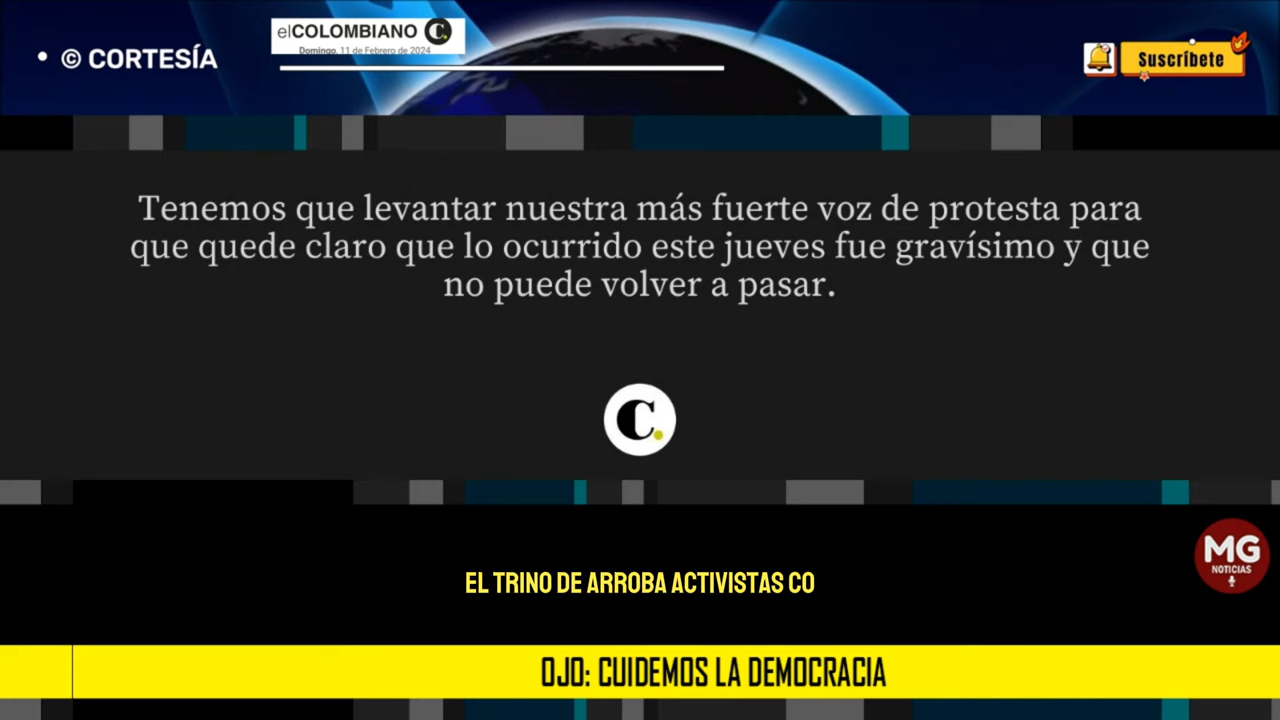 • © CORTESÍA
elCOLOMBIANO C.
Domingo, 11 de Febrero de 2024
Suscríbete
Tenemos que levantar nuestra más fuerte voz de protesta para
que quede claro que lo ocurrido este jueves fue gravísimo y que
no puede volver a pasar.
C.
MG
NOTICIAS
EL TRINO DE ARROBA ACTIVISTAS CO
OJO: CUIDEMOS LA DEMOCRACIA